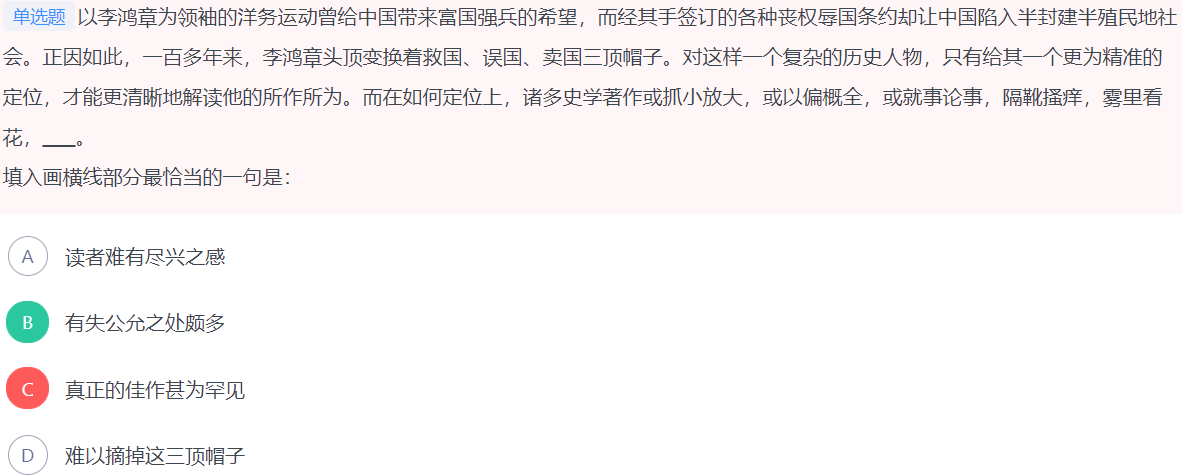 单选题 以李鸿章为领袖的洋务运动曾给中国带来富国强兵的希望，而经其手签订的各种丧权辱国条约却让中国陷入半封建半殖民地社
会。正因如此，一百多年来，李鸿章头顶变换着救国、误国、卖国三顶帽子。对这样一个复杂的历史人物，只有给其一个更为精准的
定位，才能更清晰地解读他的所作所为。而在如何定位上，诸多史学著作或抓小放大，或以偏概全，或就事论事，隔靴搔痒，雾里看
花，___。
填入画横线部分最恰当的一句是：
A 读者难有尽兴之感
B 有失公允之处颇多
C 真正的佳作甚为罕见
D 难以摘掉这三顶帽子